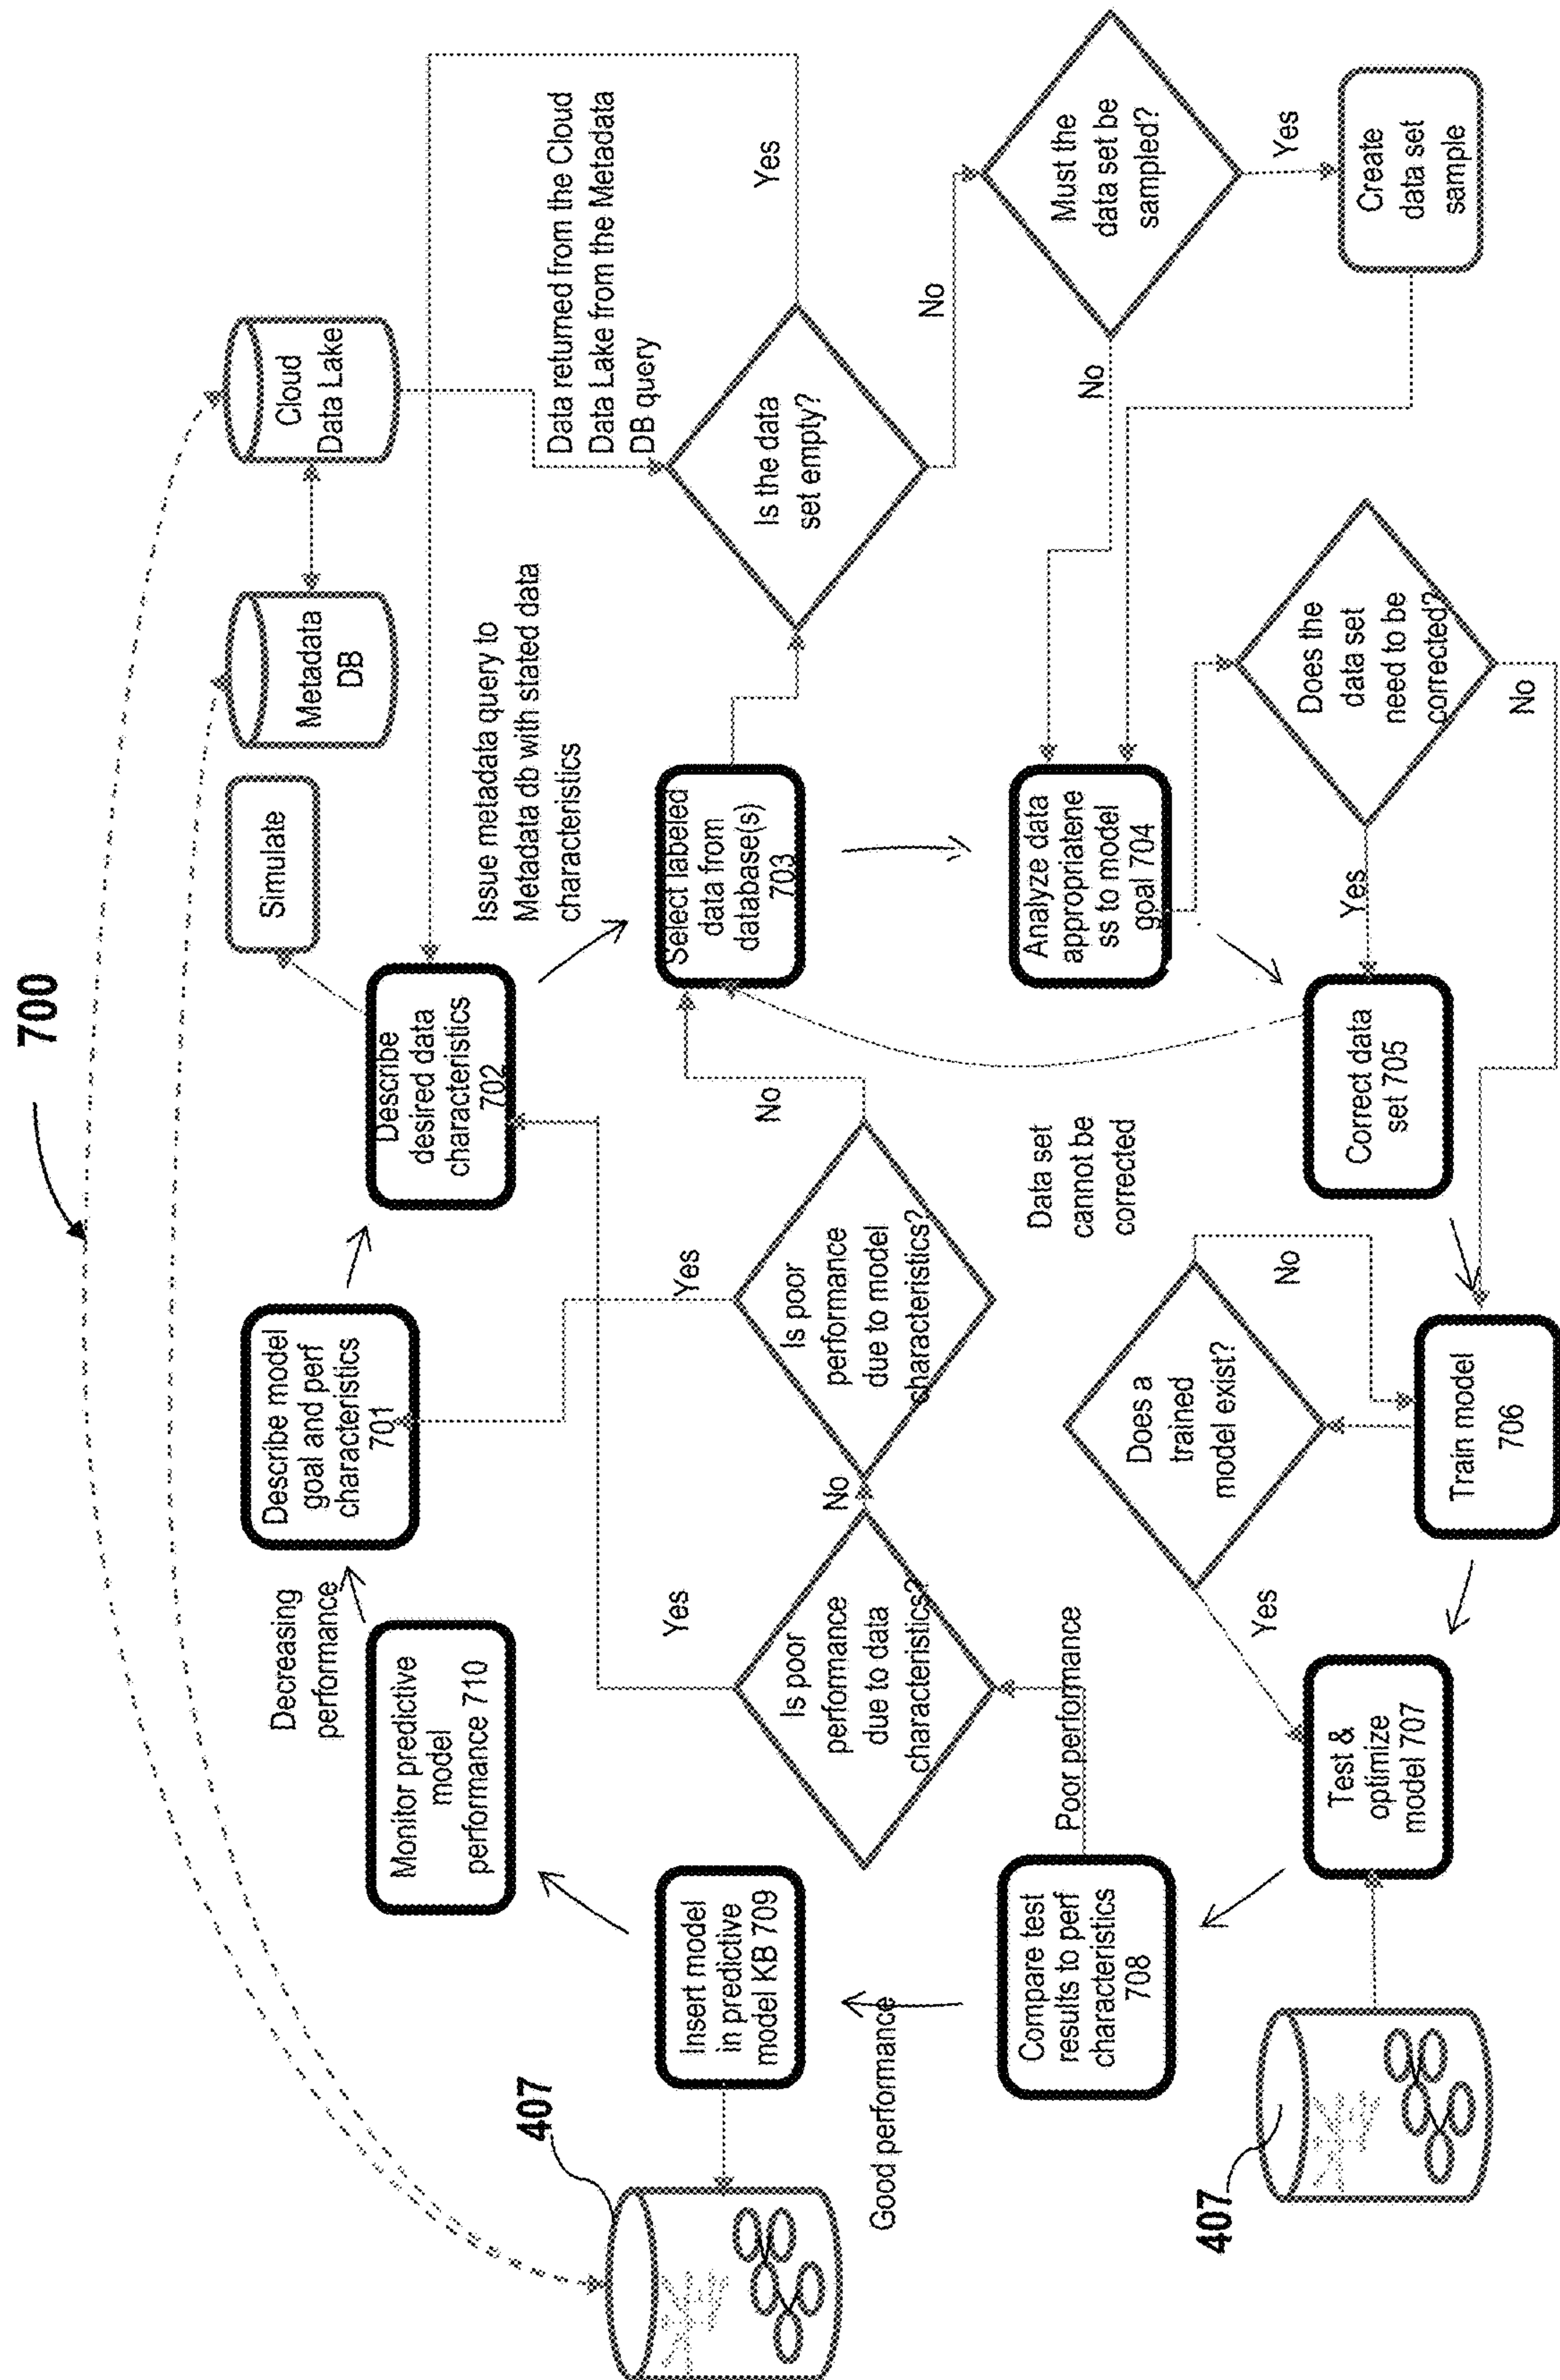 700
Cloud
Data Lake
Metadata
DB
Simulate
Describe model
goal and perf
characteristics
701
Decreasing
performance
Monitor predictive
model
performance 710
Describe
desired data
characteristics
702
Issue metadata query to
Metadata db with stated data
characteristics
Data returned from the Cloud
Data Lake from the Metadata
DB query
407
Insert model
in predictive
model KB 709
Yes
Yes
No
Select labeled
data from
database(s)
703
Is the data
set empty?
Yes
Is poor
performance
due to data
characteristics?
No
Is poor
performance
due to model
characteristics?
No
Good performance
Compare test
results to perf
characteristics
708
Poor performance
Data set
cannot be
corrected
Analyze data
appropriatene
ss to model
goal 704
No
Must the
data set be
sampled?
Yes
Does a
trained
model exist?
Yes
No
Yes
Does the
data set
need to be
corrected?
No
407
Test &
optimize
model 707
Correct data
set 705
Create
data set
sample
Train model
706